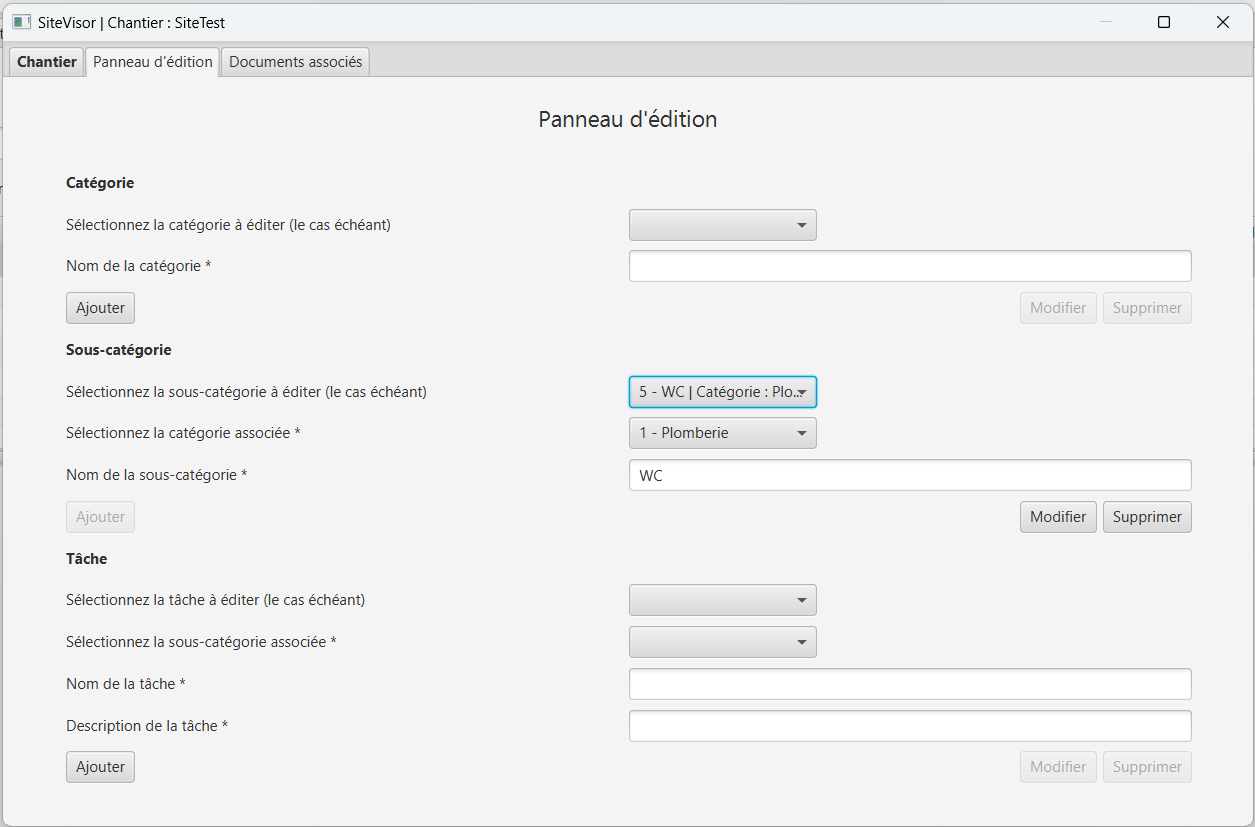 SiteVisor | Chantier : SiteTest
Chantier Panneau d'édition Documents associés
Panneau d'édition
Catégorie
Sélectionnez la catégorie à éditer (le cas échéant)
Nom de la catégorie *
Ajouter Modifier Supprimer
Sous-catégorie
Sélectionnez la sous-catégorie à éditer (le cas échéant) 5 - WC | Catégorie : Plo...
Sélectionnez la catégorie associée * 1 - Plomberie
Nom de la sous-catégorie * WC
Ajouter Modifier Supprimer
Tâche
Sélectionnez la tâche à éditer (le cas échéant)
Sélectionnez la sous-catégorie associée *
Nom de la tâche *
Description de la tâche *
Ajouter Modifier Supprimer